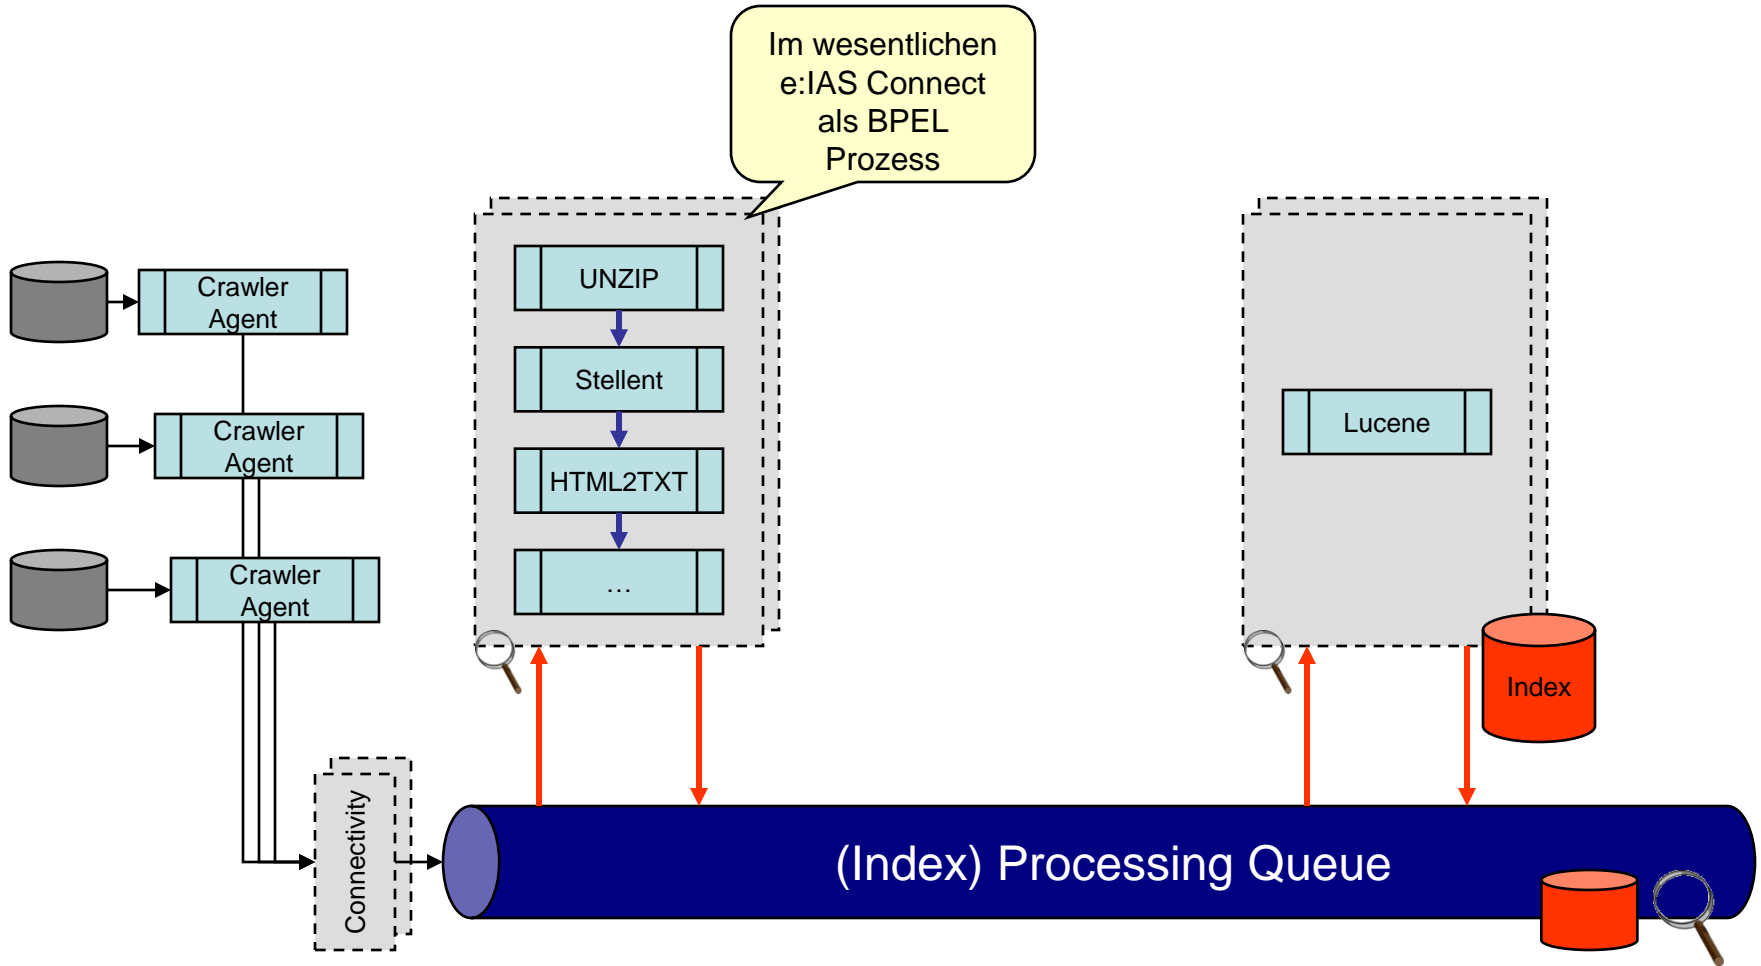 Im wesentlichen
e:IAS Connect
als BPEL
Prozess
UNZIP
Crawler
Agent
Stellent
Crawler
Agent
Lucene
HTML2TXT
Crawler
Agent
…
Index
Connectivity
(Index) Processing Queue